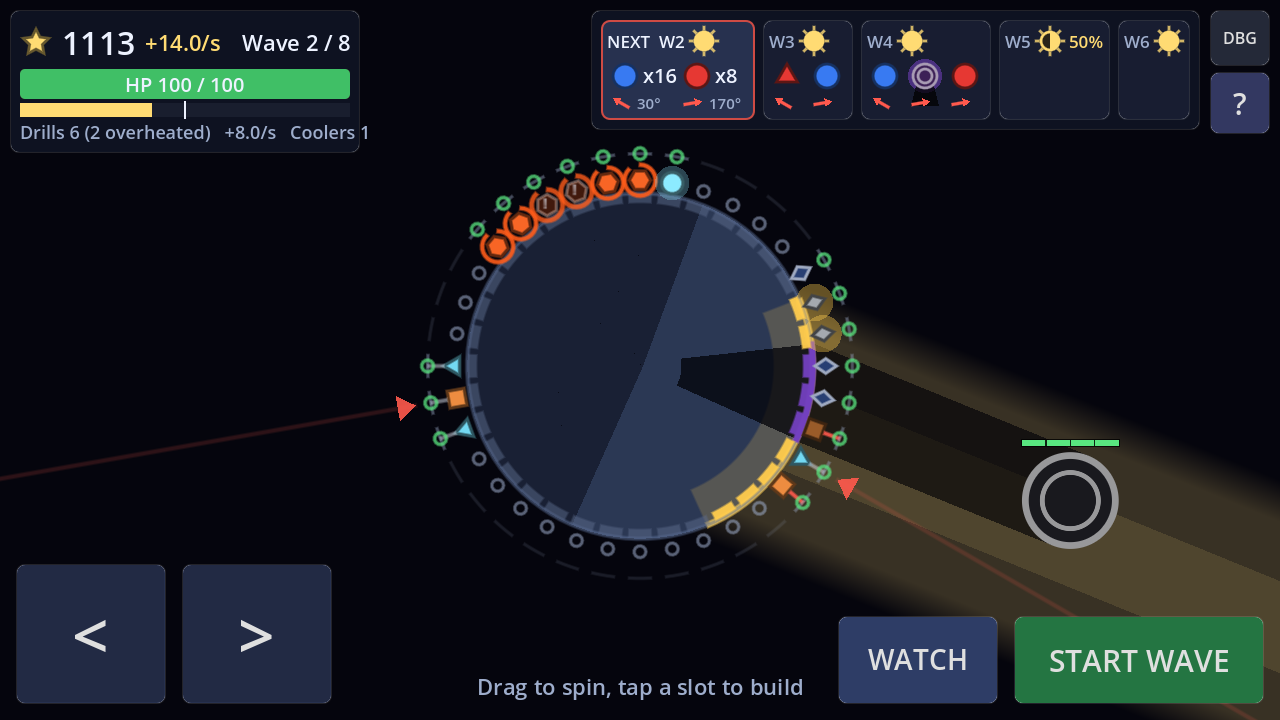 1113 +14.0/s Wave 2 / 8
HP 100 / 100
Drills 6 (2 overheated) +8.0/s Coolers 1
NEXT W2
x16 x8
30° 170°
W3
W4
W5 50%
W6
DBG
?
! !
< >
WATCH
START WAVE
Drag to spin, tap a slot to build